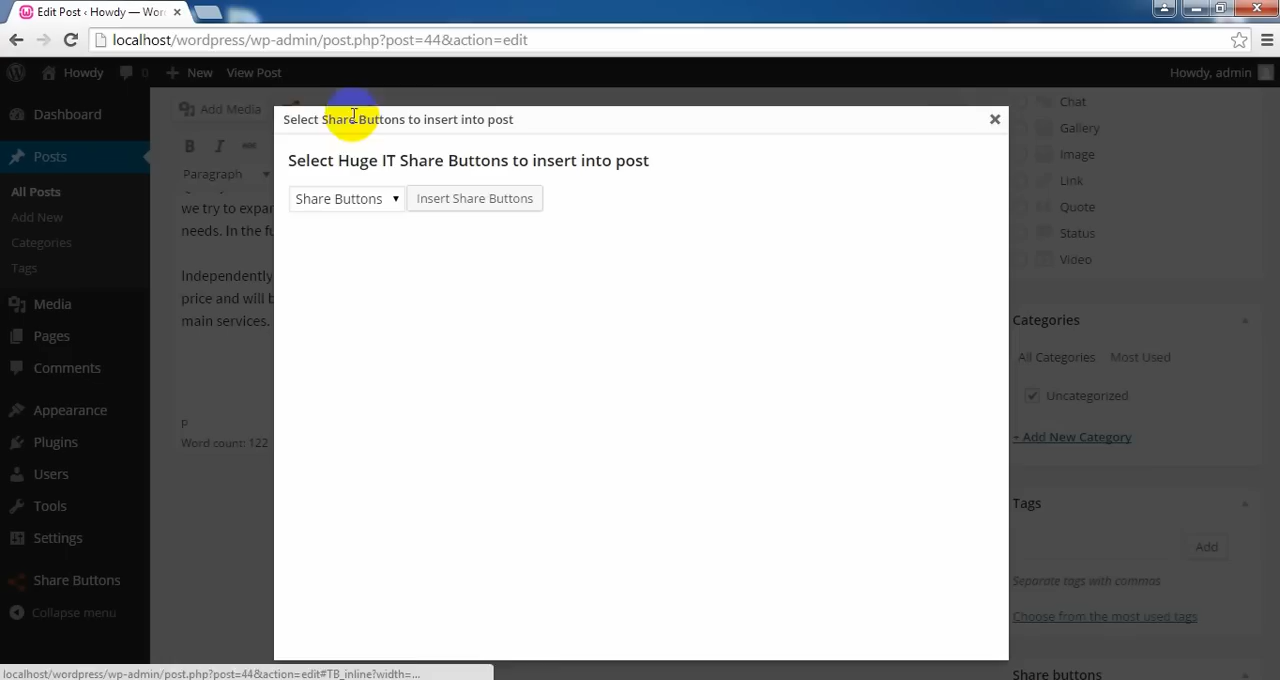 Edit Post ‹ Howdy — Wor
localhost/wordpress/wp-admin/post.php?post=44&action=edit
Howdy
0
New
View Post
Howdy, admin
Dashboard
Posts
All Posts
Add New
Categories
Tags
Media
Pages
Comments
Appearance
Plugins
Users
Tools
Settings
Share Buttons
Collapse menu
Add Media
B I ABC
Paragraph
we try to expan
needs. In the fu
Independently
price and will b
main services.
P
Word count: 122
Select Share Buttons to insert into post
Select Huge IT Share Buttons to insert into post
Share Buttons
Insert Share Buttons
Chat
Gallery
Image
Link
Quote
Status
Video
Categories
All Categories Most Used
Uncategorized
+ Add New Category
Tags
Add
Separate tags with commas
Choose from the most used tags
Share buttons
localhost/wordpress/wp-admin/post.php?post=44&action=edit#TB_inline?width=...